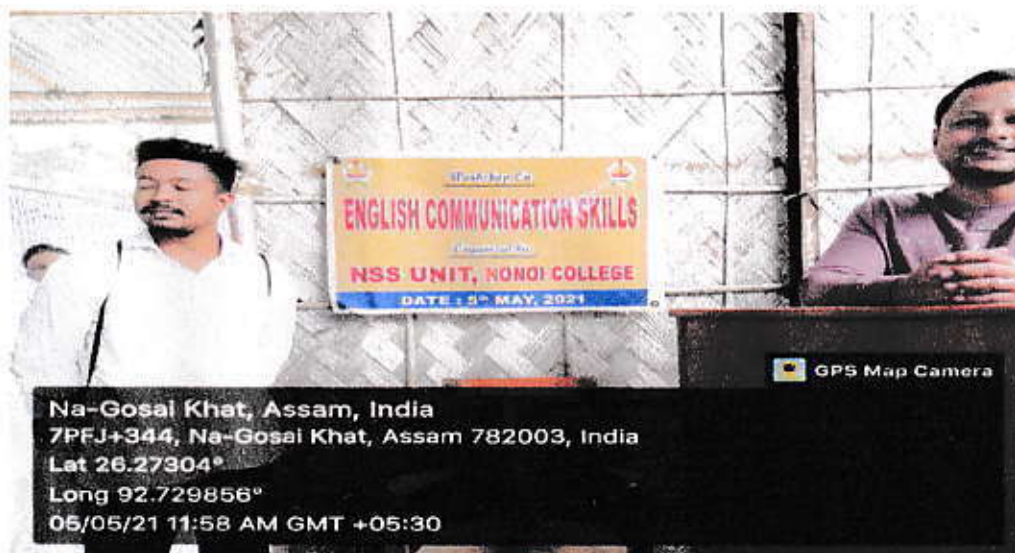 Workshop On
ENGLISH COMMUNICATION SKILLS
NSS UNIT, NONOI COLLEGE
DATE : 5th MAY, 2021
GPS Map Camera
Na-Gosai Khat, Assam, India
7PFJ+344, Na-Gosai Khat, Assam 782003, India
Lat 26.27304°
Long 92.729856°
05/05/21 11:58 AM GMT +05:30